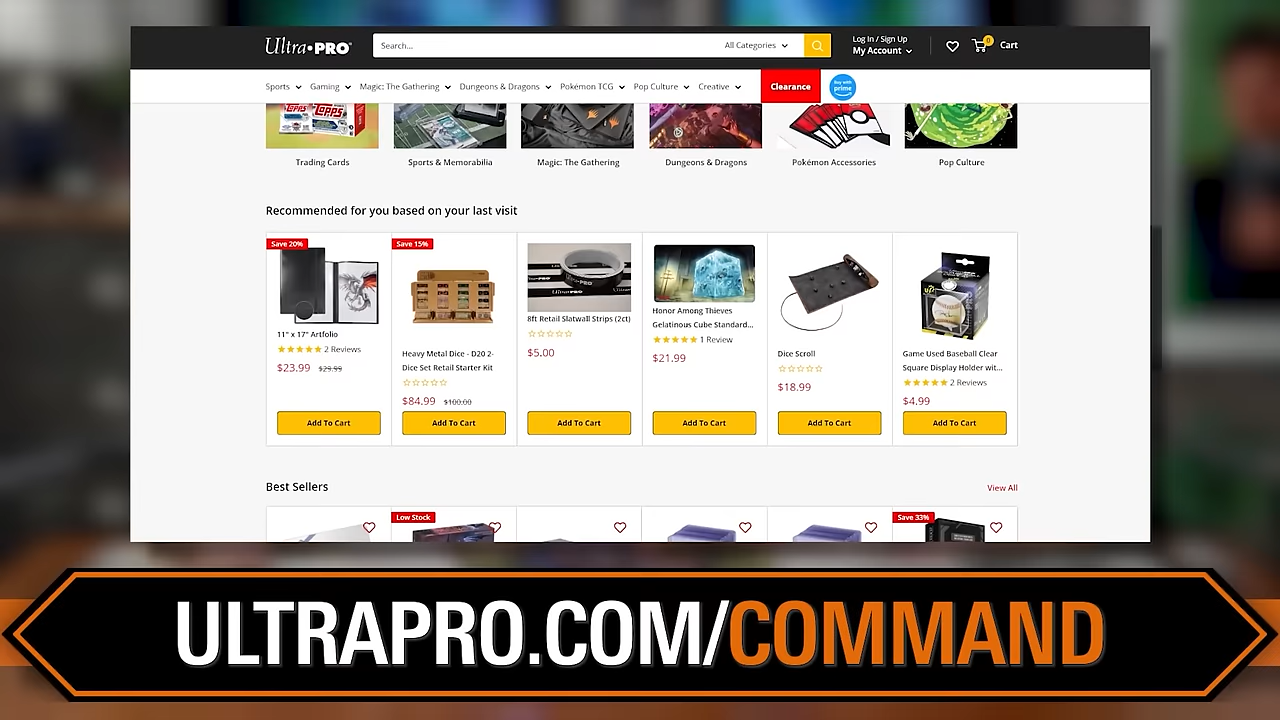 Ultra•PRO
Search...
All Categories
Log In / Sign Up
My Account
0
Cart
Sports
Gaming
Magic: The Gathering
Dungeons & Dragons
Pokémon TCG
Pop Culture
Creative
Clearance
Buy with prime
TOPPS
TOPPS
Trading Cards
Sports & Memorabilia
Magic: The Gathering
Dungeons & Dragons
Pokémon Accessories
Pop Culture
Recommended for you based on your last visit
Save 20%
11" x 17" Artfolio
2 Reviews
$23.99 $29.99
Add To Cart
Save 15%
Heavy Metal Dice - D20 2-
Dice Set Retail Starter Kit
$84.99 $100.00
Add To Cart
8ft Retail Slatwall Strips (2ct)
$5.00
Add To Cart
Honor Among Thieves
Gelatinous Cube Standard...
1 Review
$21.99
Add To Cart
Dice Scroll
$18.99
Add To Cart
Game Used Baseball Clear
Square Display Holder wit...
2 Reviews
$4.99
Add To Cart
Best Sellers
View All
Low Stock
Save 33%
ULTRAPRO.COM/COMMAND